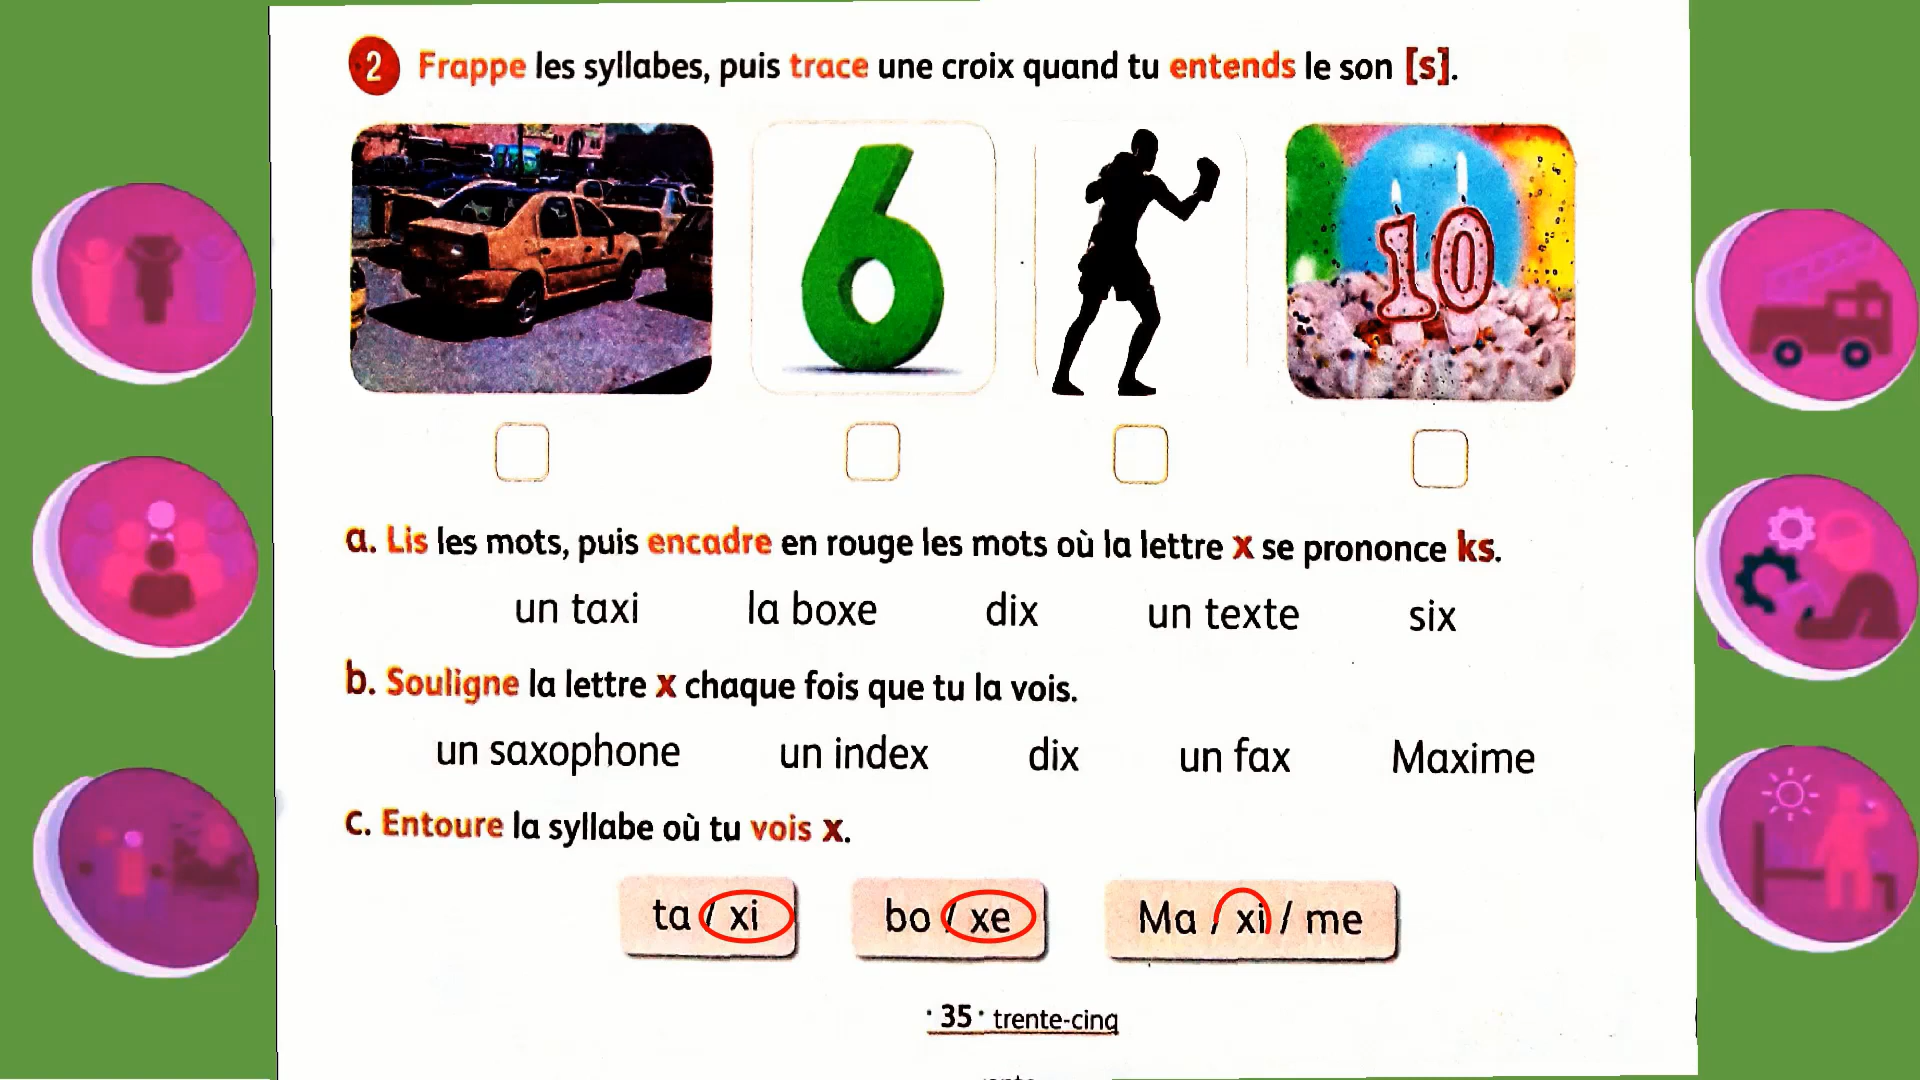 2 Frappe les syllabes, puis trace une croix quand tu entends le son [s].
6
10
a. Lis les mots, puis encadre en rouge les mots où la lettre x se prononce ks.
un taxi la boxe dix un texte six
b. Souligne la lettre x chaque fois que tu la vois.
un saxophone un index dix un fax Maxime
c. Entoure la syllabe où tu vois x.
ta / xi bo / xe Ma / xi / me
· 35 · trente-cinq